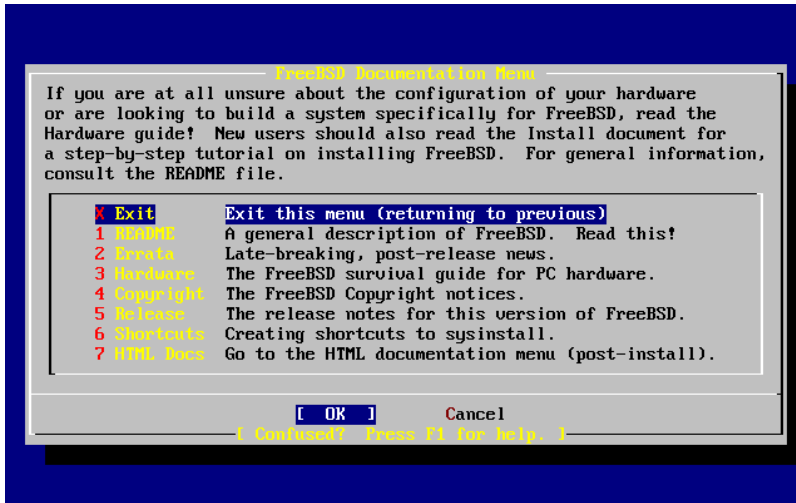 FreeBSD Documentation Menu
If you are at all unsure about the configuration of your hardware
or are looking to build a system specifically for FreeBSD, read the
Hardware guide!  New users should also read the Install document for
a step-by-step tutorial on installing FreeBSD.  For general information,
consult the README file.
X Exit Exit this menu (returning to previous)
1 README A general description of FreeBSD.  Read this!
2 Errata Late-breaking, post-release news.
3 Hardware The FreeBSD survival guide for PC hardware.
4 Copyright The FreeBSD Copyright notices.
5 Release The release notes for this version of FreeBSD.
6 Shortcuts Creating shortcuts to sysinstall.
7 HTML Docs Go to the HTML documentation menu (post-install).
[ OK ] Cancel
[ Confused?  Press F1 for help. ]